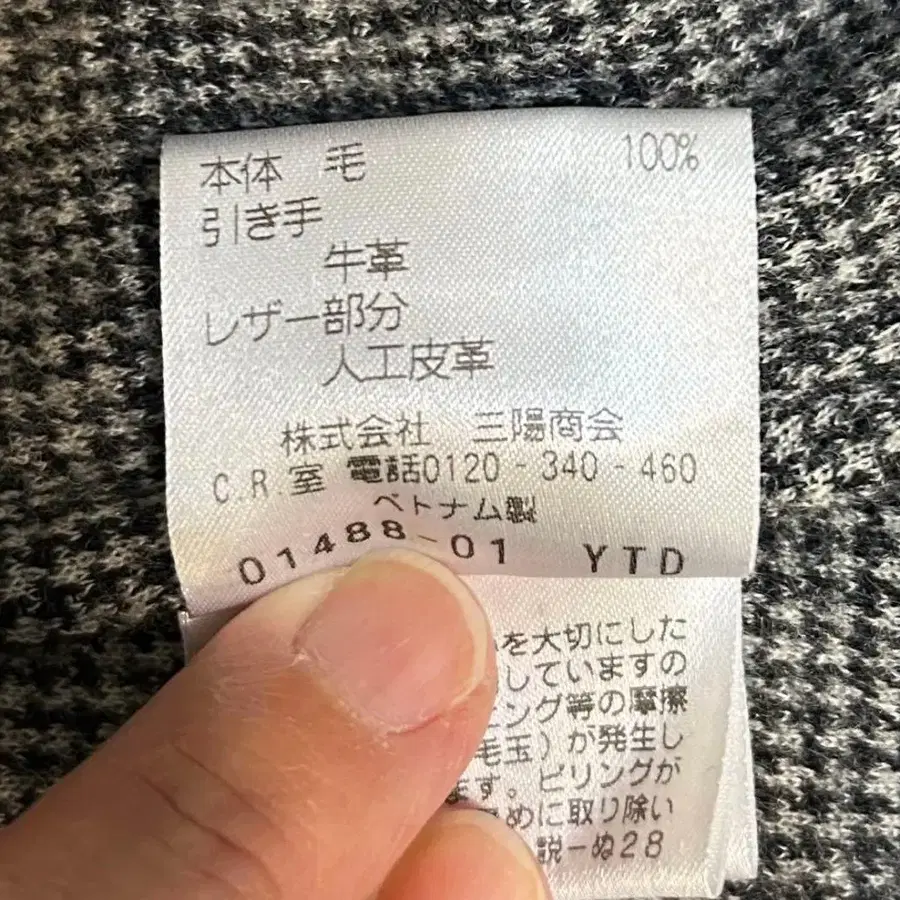 本体 毛 100%
引き手
牛革
レザー部分
人工皮革
株式会社 三陽商会
C.R.室 電話0120-340-460
ベトナム製
01488-01 YTD
を大切にした
していますの
ング等の摩擦
毛玉)が発生し
ます。ピリングが
めに取り除い
説一ぬ28